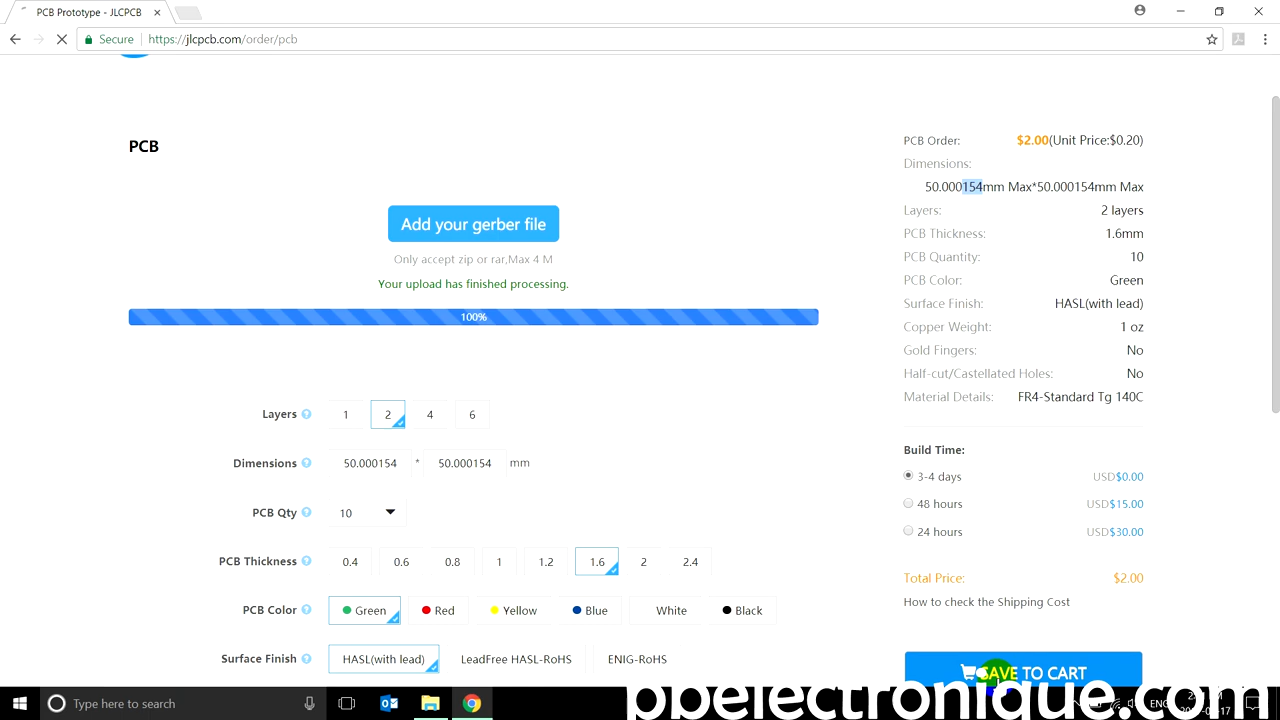 PCB Prototype - JLCPCB
Secure https://jlcpcb.com/order/pcb
PCB
Add your gerber file
Only accept zip or rar,Max 4 M
Your upload has finished processing.
100%
Layers 1 2 4 6
Dimensions 50.000154 * 50.000154 mm
PCB Qty 10
PCB Thickness 0.4 0.6 0.8 1 1.2 1.6 2 2.4
PCB Color Green Red Yellow Blue White Black
Surface Finish HASL(with lead) LeadFree HASL-RoHS ENIG-RoHS
PCB Order: $2.00(Unit Price:$0.20)
Dimensions:
50.000154mm Max*50.000154mm Max
Layers: 2 layers
PCB Thickness: 1.6mm
PCB Quantity: 10
PCB Color: Green
Surface Finish: HASL(with lead)
Copper Weight: 1 oz
Gold Fingers: No
Half-cut/Castellated Holes: No
Material Details: FR4-Standard Tg 140C
Build Time:
3-4 days USD$0.00
48 hours USD$15.00
24 hours USD$30.00
Total Price: $2.00
How to check the Shipping Cost
SAVE TO CART
Type here to search
ppelectronique.com